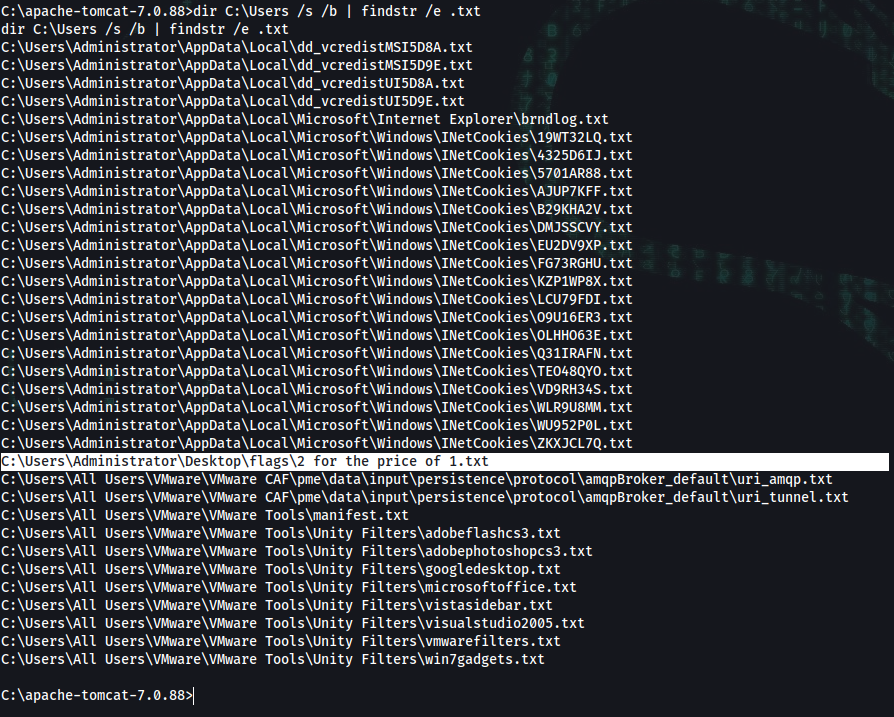 C:\apache-tomcat-7.0.88>dir C:\Users /s /b | findstr /e .txt
dir C:\Users /s /b | findstr /e .txt
C:\Users\Administrator\AppData\Local\dd_vcredistMSI5D8A.txt
C:\Users\Administrator\AppData\Local\dd_vcredistMSI5D9E.txt
C:\Users\Administrator\AppData\Local\dd_vcredistUI5D8A.txt
C:\Users\Administrator\AppData\Local\dd_vcredistUI5D9E.txt
C:\Users\Administrator\AppData\Local\Microsoft\Internet Explorer\brndlog.txt
C:\Users\Administrator\AppData\Local\Microsoft\Windows\INetCookies\19WT32LQ.txt
C:\Users\Administrator\AppData\Local\Microsoft\Windows\INetCookies\4325D6IJ.txt
C:\Users\Administrator\AppData\Local\Microsoft\Windows\INetCookies\5701AR88.txt
C:\Users\Administrator\AppData\Local\Microsoft\Windows\INetCookies\AJUP7KFF.txt
C:\Users\Administrator\AppData\Local\Microsoft\Windows\INetCookies\B29KHA2V.txt
C:\Users\Administrator\AppData\Local\Microsoft\Windows\INetCookies\DMJSSCVY.txt
C:\Users\Administrator\AppData\Local\Microsoft\Windows\INetCookies\EU2DV9XP.txt
C:\Users\Administrator\AppData\Local\Microsoft\Windows\INetCookies\FG73RGHU.txt
C:\Users\Administrator\AppData\Local\Microsoft\Windows\INetCookies\KZP1WP8X.txt
C:\Users\Administrator\AppData\Local\Microsoft\Windows\INetCookies\LCU79FDI.txt
C:\Users\Administrator\AppData\Local\Microsoft\Windows\INetCookies\O9U16ER3.txt
C:\Users\Administrator\AppData\Local\Microsoft\Windows\INetCookies\OLHHO63E.txt
C:\Users\Administrator\AppData\Local\Microsoft\Windows\INetCookies\Q31IRAFN.txt
C:\Users\Administrator\AppData\Local\Microsoft\Windows\INetCookies\TEO48QYO.txt
C:\Users\Administrator\AppData\Local\Microsoft\Windows\INetCookies\VD9RH34S.txt
C:\Users\Administrator\AppData\Local\Microsoft\Windows\INetCookies\WLR9U8MM.txt
C:\Users\Administrator\AppData\Local\Microsoft\Windows\INetCookies\WU952P0L.txt
C:\Users\Administrator\AppData\Local\Microsoft\Windows\INetCookies\ZKXJCL7Q.txt
C:\Users\Administrator\Desktop\flags\2 for the price of 1.txt
C:\Users\All Users\VMware\VMware CAF\pme\data\input\persistence\protocol\amqpBroker_default\uri_amqp.txt
C:\Users\All Users\VMware\VMware CAF\pme\data\input\persistence\protocol\amqpBroker_default\uri_tunnel.txt
C:\Users\All Users\VMware\VMware Tools\manifest.txt
C:\Users\All Users\VMware\VMware Tools\Unity Filters\adobeflashcs3.txt
C:\Users\All Users\VMware\VMware Tools\Unity Filters\adobephotoshopcs3.txt
C:\Users\All Users\VMware\VMware Tools\Unity Filters\googledesktop.txt
C:\Users\All Users\VMware\VMware Tools\Unity Filters\microsoftoffice.txt
C:\Users\All Users\VMware\VMware Tools\Unity Filters\vistasidebar.txt
C:\Users\All Users\VMware\VMware Tools\Unity Filters\visualstudio2005.txt
C:\Users\All Users\VMware\VMware Tools\Unity Filters\vmwarefilters.txt
C:\Users\All Users\VMware\VMware Tools\Unity Filters\win7gadgets.txt
C:\apache-tomcat-7.0.88>